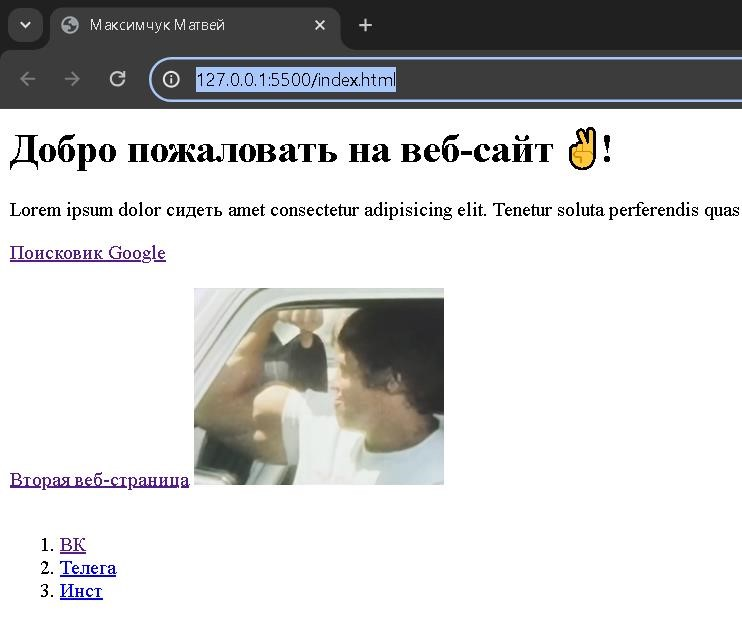 Максимчук Матвей
127.0.0.1:5500/index.html
Добро пожаловать на веб-сайт ✌!
Lorem ipsum dolor сидеть amet consectetur adipisicing elit. Tenetur soluta perferendis quas
Поисковик Google
Вторая веб-страница
1. ВК
2. Телега
3. Инст